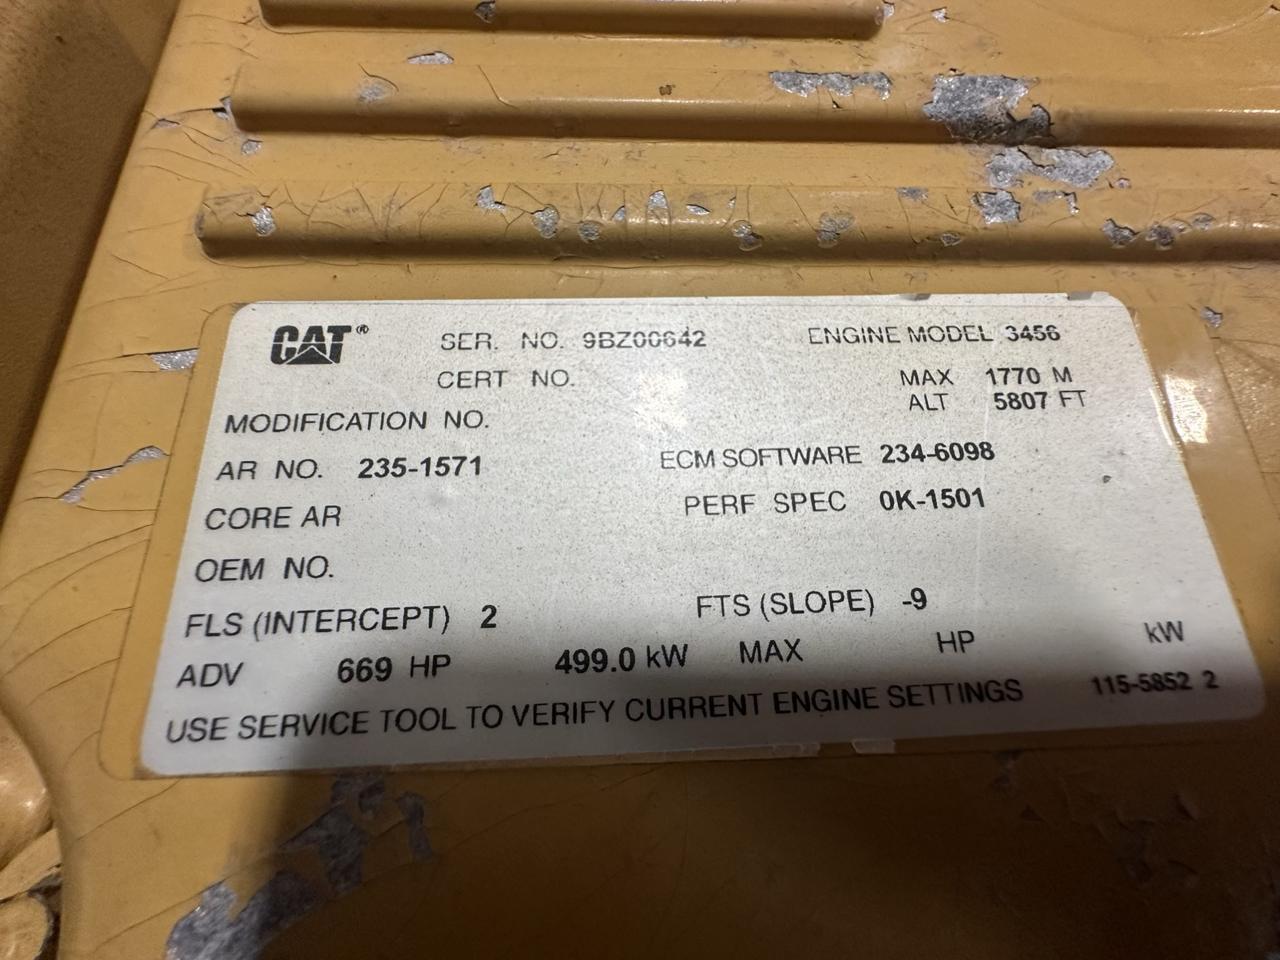 CAT® SER. NO. 9BZ00642 ENGINE MODEL 3456
CERT NO. MAX 1770 M
ALT 5807 FT
MODIFICATION NO.
AR NO. 235-1571 ECM SOFTWARE 234-6098
CORE AR PERF SPEC 0K-1501
OEM NO.
FLS (INTERCEPT) 2 FTS (SLOPE) -9
ADV 669 HP 499.0 kW MAX HP kW
USE SERVICE TOOL TO VERIFY CURRENT ENGINE SETTINGS 115-5852 2